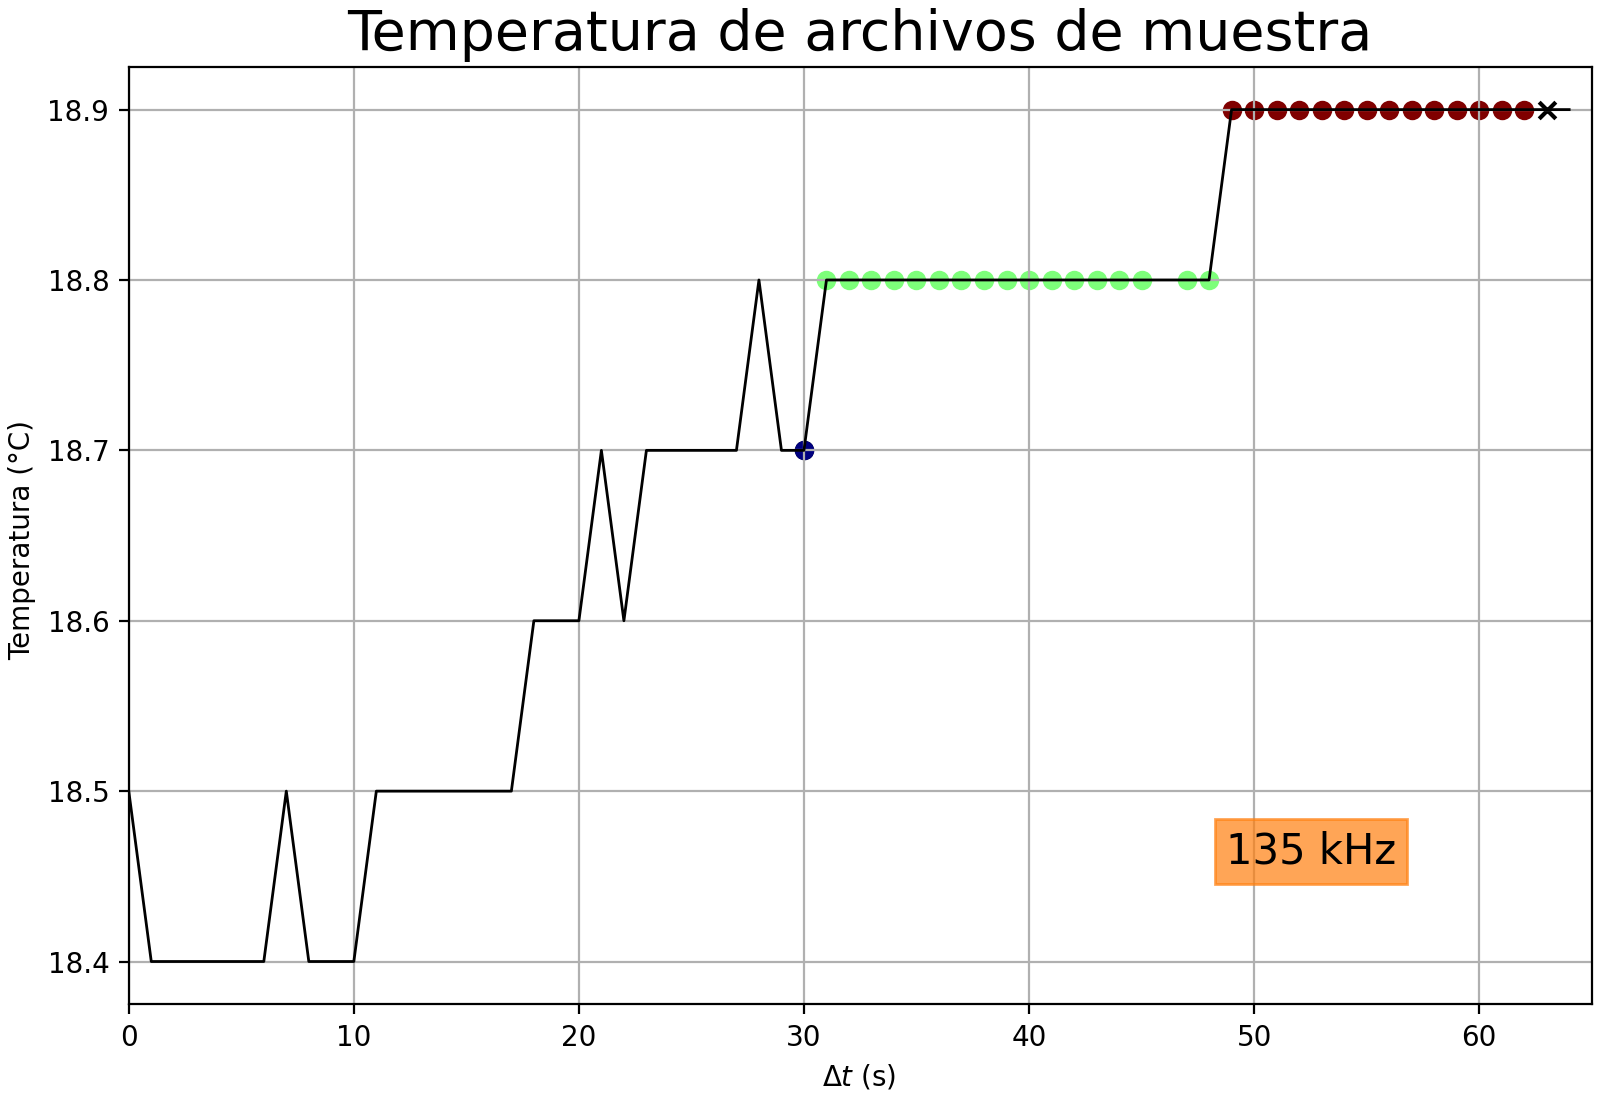 Temperatura de archivos de muestra
18.9
18.8
18.7
18.6
18.5
18.4
Temperatura (°C)
135 kHz
0 10 20 30 40 50 60
Δt (s)